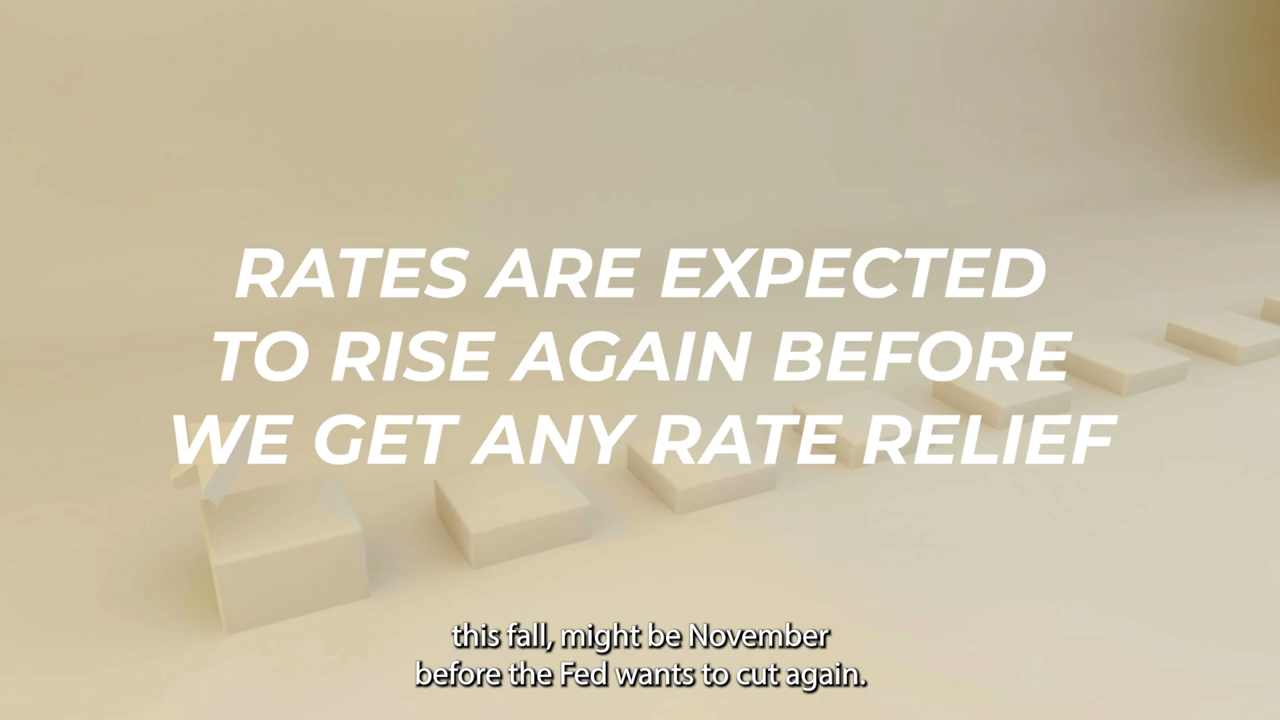 RATES ARE EXPECTED
TO RISE AGAIN BEFORE
WE GET ANY RATE RELIEF
this fall, might be November
before the Fed wants to cut again.